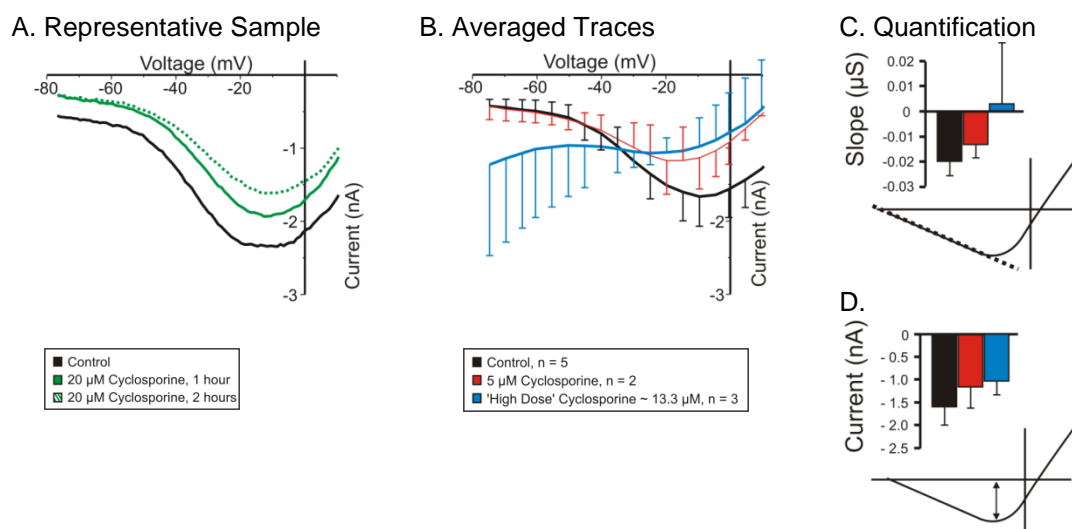 A. Representative Sample
Voltage (mV)
-80 -60 -40 -20
-1
-2
-3
Current (nA)
Control
20 µM Cyclosporine, 1 hour
20 µM Cyclosporine, 2 hours
B. Averaged Traces
Voltage (mV)
-80 -60 -40 -20
-1
-2
-3
Current (nA)
Control, n = 5
5 µM Cyclosporine, n = 2
'High Dose' Cyclosporine ~ 13.3 µM, n = 3
C. Quantification
Slope (µS)
0.02
0.01
0
-0.01
-0.02
-0.03
D.
Current (nA)
0
- 0.5
- 1.0
- 1.5
- 2.0
- 2.5